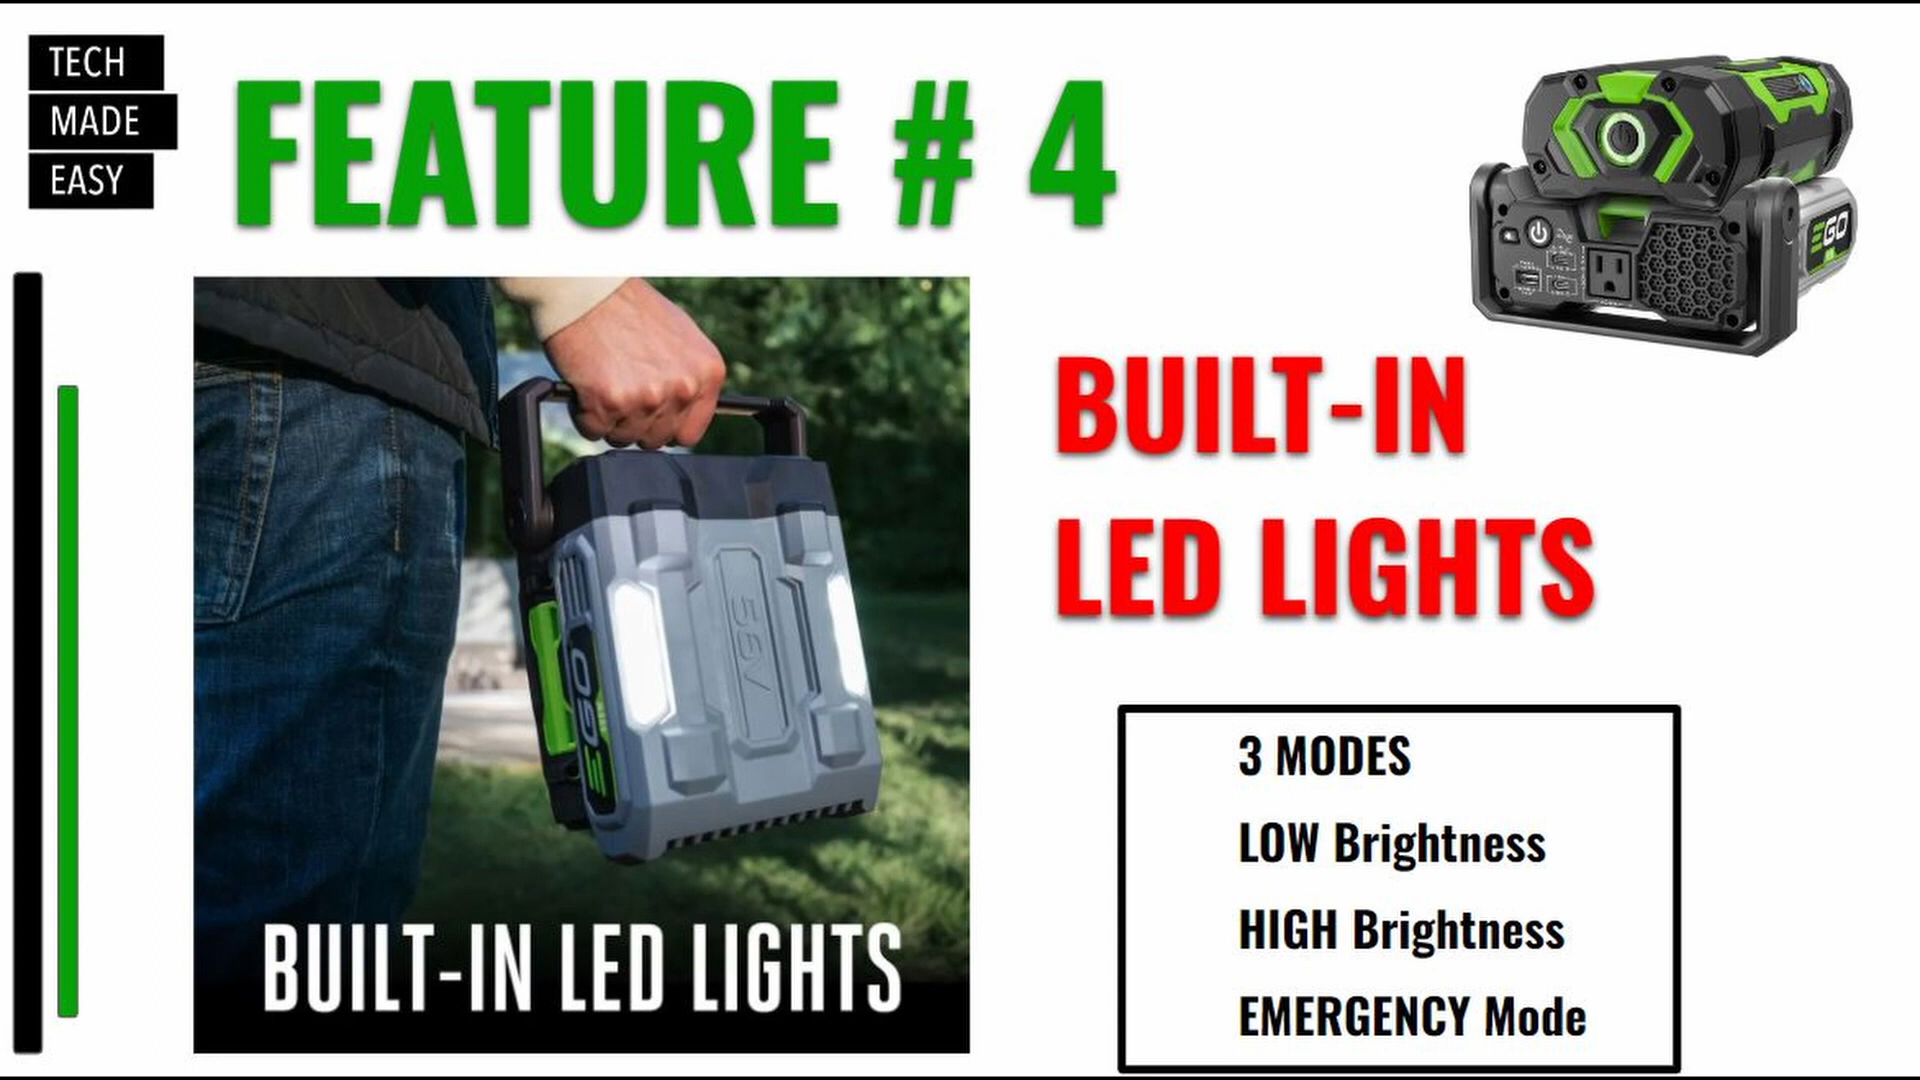 TECH
MADE
EASY
FEATURE # 4
EGO
BUILT-IN
LED LIGHTS
56V
EGO
BUILT-IN LED LIGHTS
3 MODES
LOW Brightness
HIGH Brightness
EMERGENCY Mode